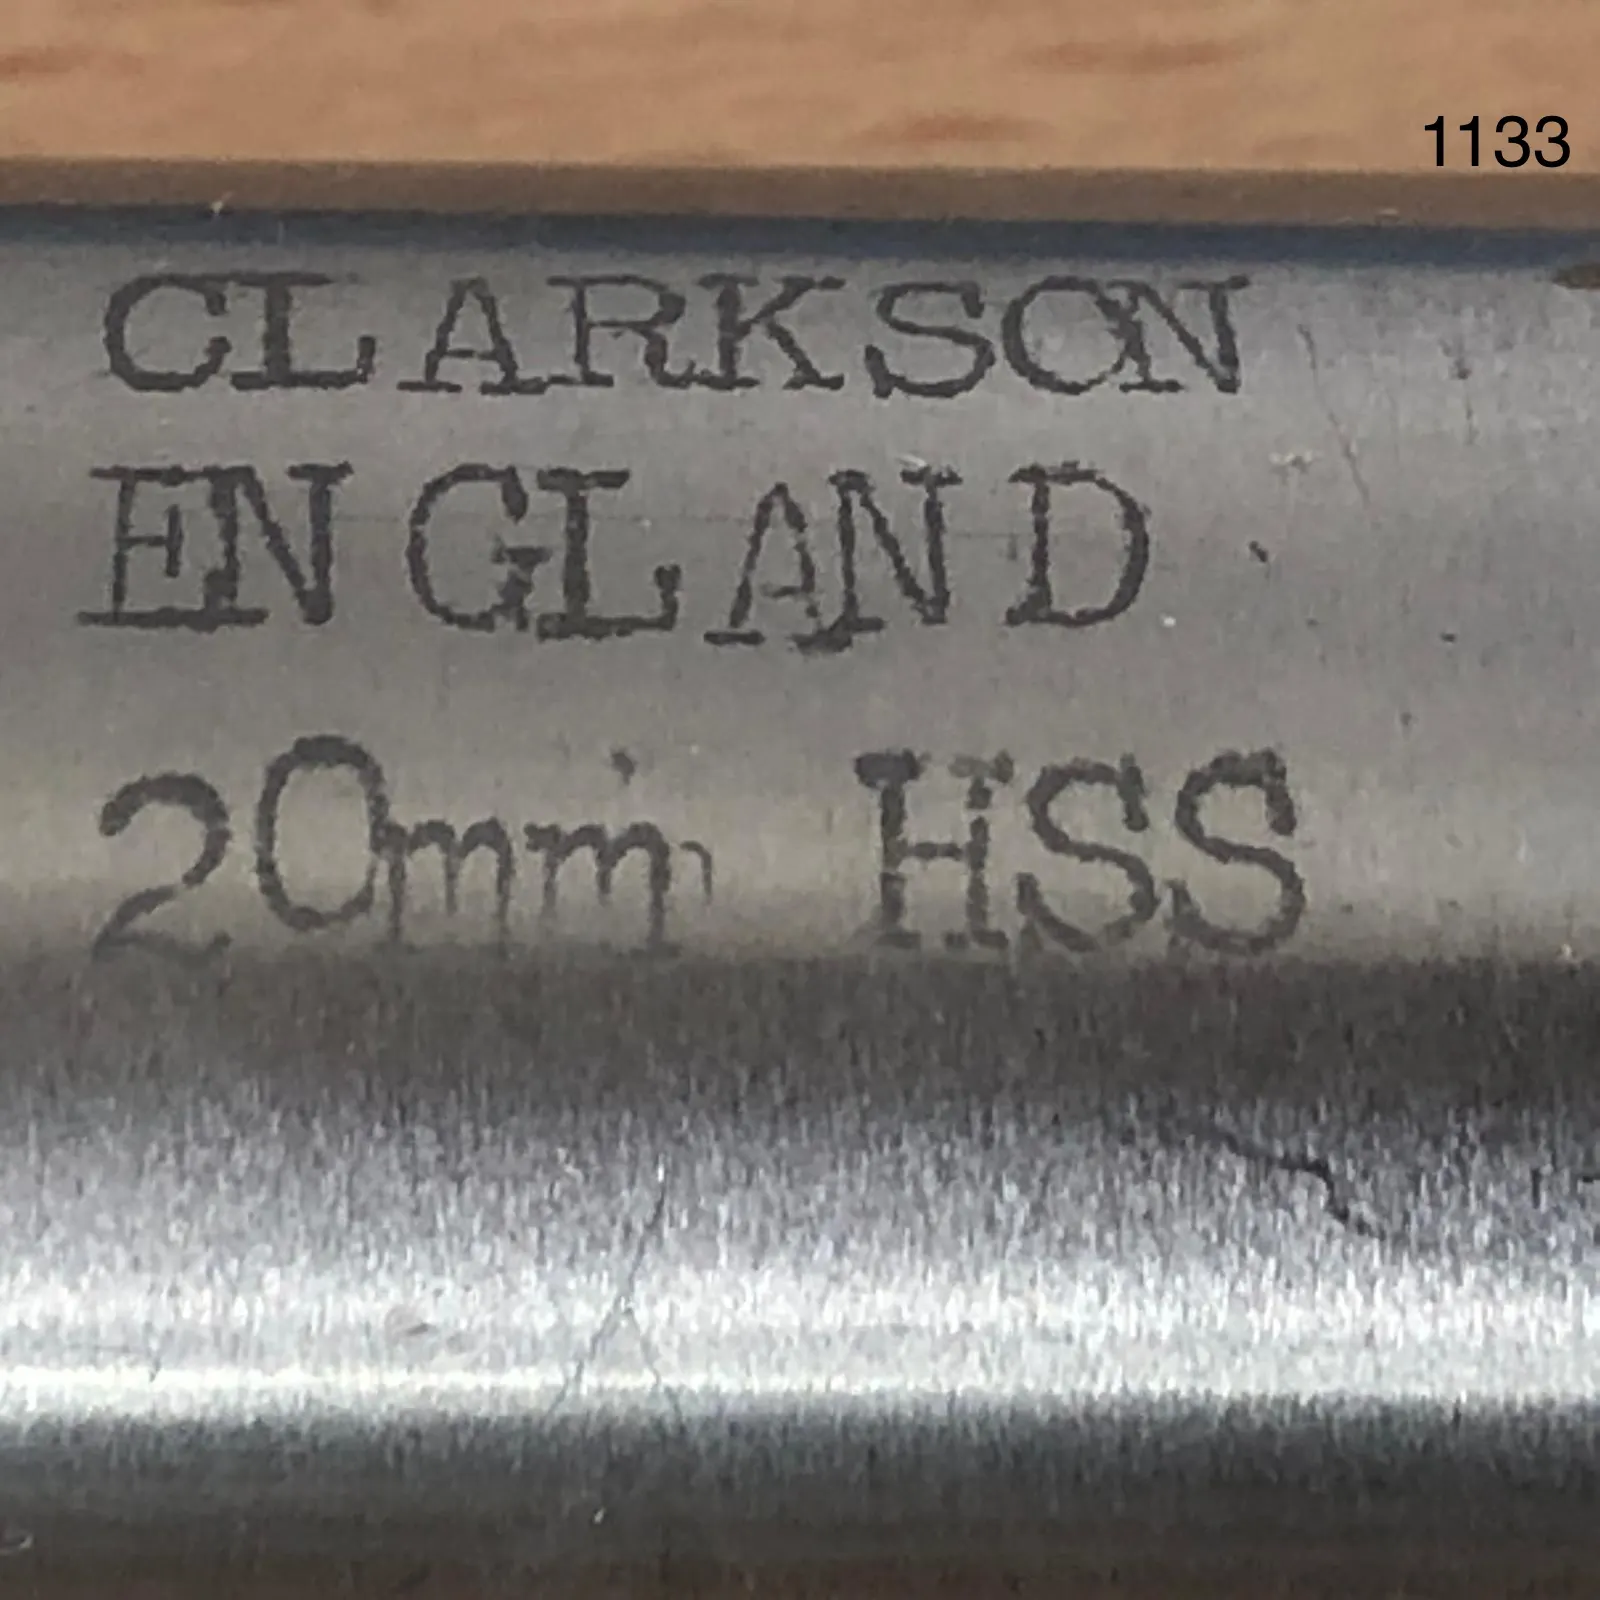 1133
CLARKSON
ENGLAND
20mm HSS